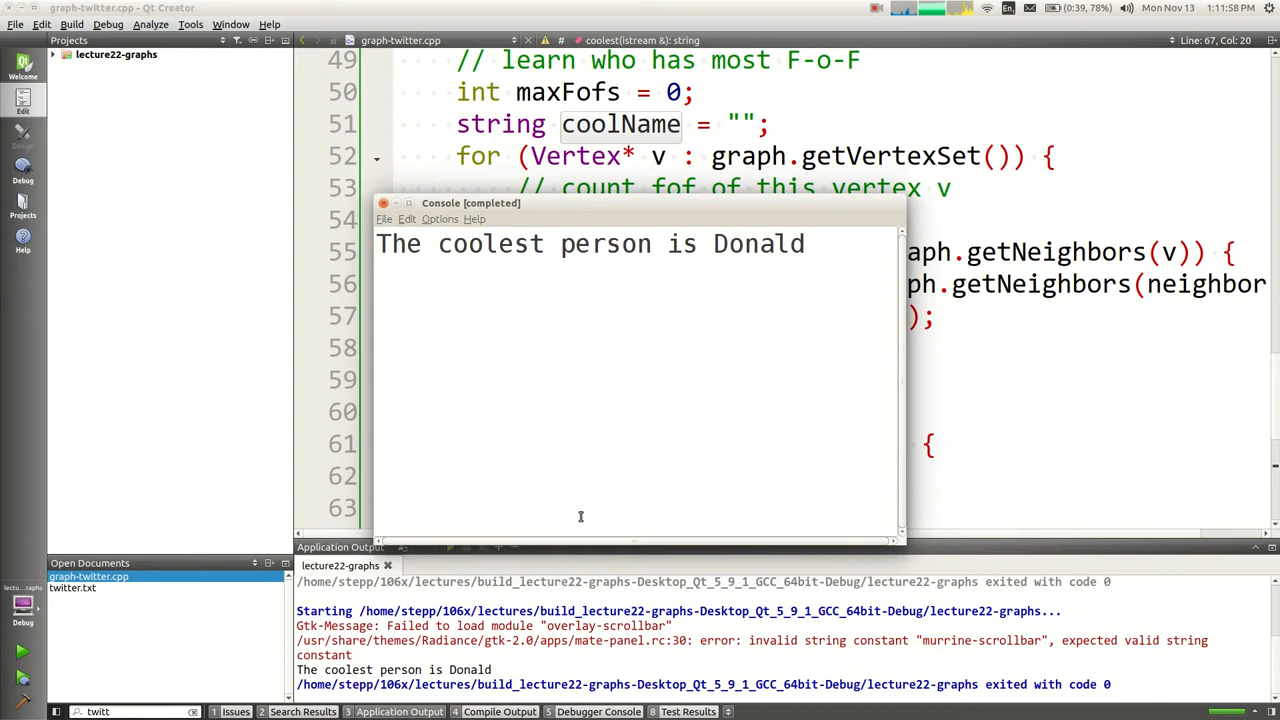 graph-twitter.cpp - Qt Creator
(0:39, 78%) Mon Nov 13 1:11:58 PM
File Edit Build Debug Analyze Tools Window Help
Projects
graph-twitter.cpp
coolest(istream &): string
Line: 67, Col: 20
lecture22-graphs
Welcome
Edit
Design
Debug
Projects
Help
49 // learn who has most F-o-F
50 int maxFofs = 0;
51 string coolName = "";
52 for (Vertex* v : graph.getVertexSet()) {
53 // count fof of this vertex v
54
55 aph.getNeighbors(v)) {
56 ph.getNeighbors(neighbor
57 );
58
59
60
61 {
62
63
Console [completed]
File Edit Options Help
The coolest person is Donald
Open Documents
graph-twitter.cpp
twitter.txt
Application Output
lecture22-graphs
/home/stepp/106x/lectures/build_lecture22-graphs-Desktop_Qt_5_9_1_GCC_64bit-Debug/lecture22-graphs exited with code 0
Starting /home/stepp/106x/lectures/build_lecture22-graphs-Desktop_Qt_5_9_1_GCC_64bit-Debug/lecture22-graphs...
Gtk-Message: Failed to load module "overlay-scrollbar"
/usr/share/themes/Radiance/gtk-2.0/apps/mate-panel.rc:30: error: invalid string constant "murrine-scrollbar", expected valid string
constant
The coolest person is Donald
/home/stepp/106x/lectures/build_lecture22-graphs-Desktop_Qt_5_9_1_GCC_64bit-Debug/lecture22-graphs exited with code 0
lectu...raphs
Debug
twitt
1 Issues 2 Search Results 3 Application Output 4 Compile Output 5 Debugger Console 8 Test Results